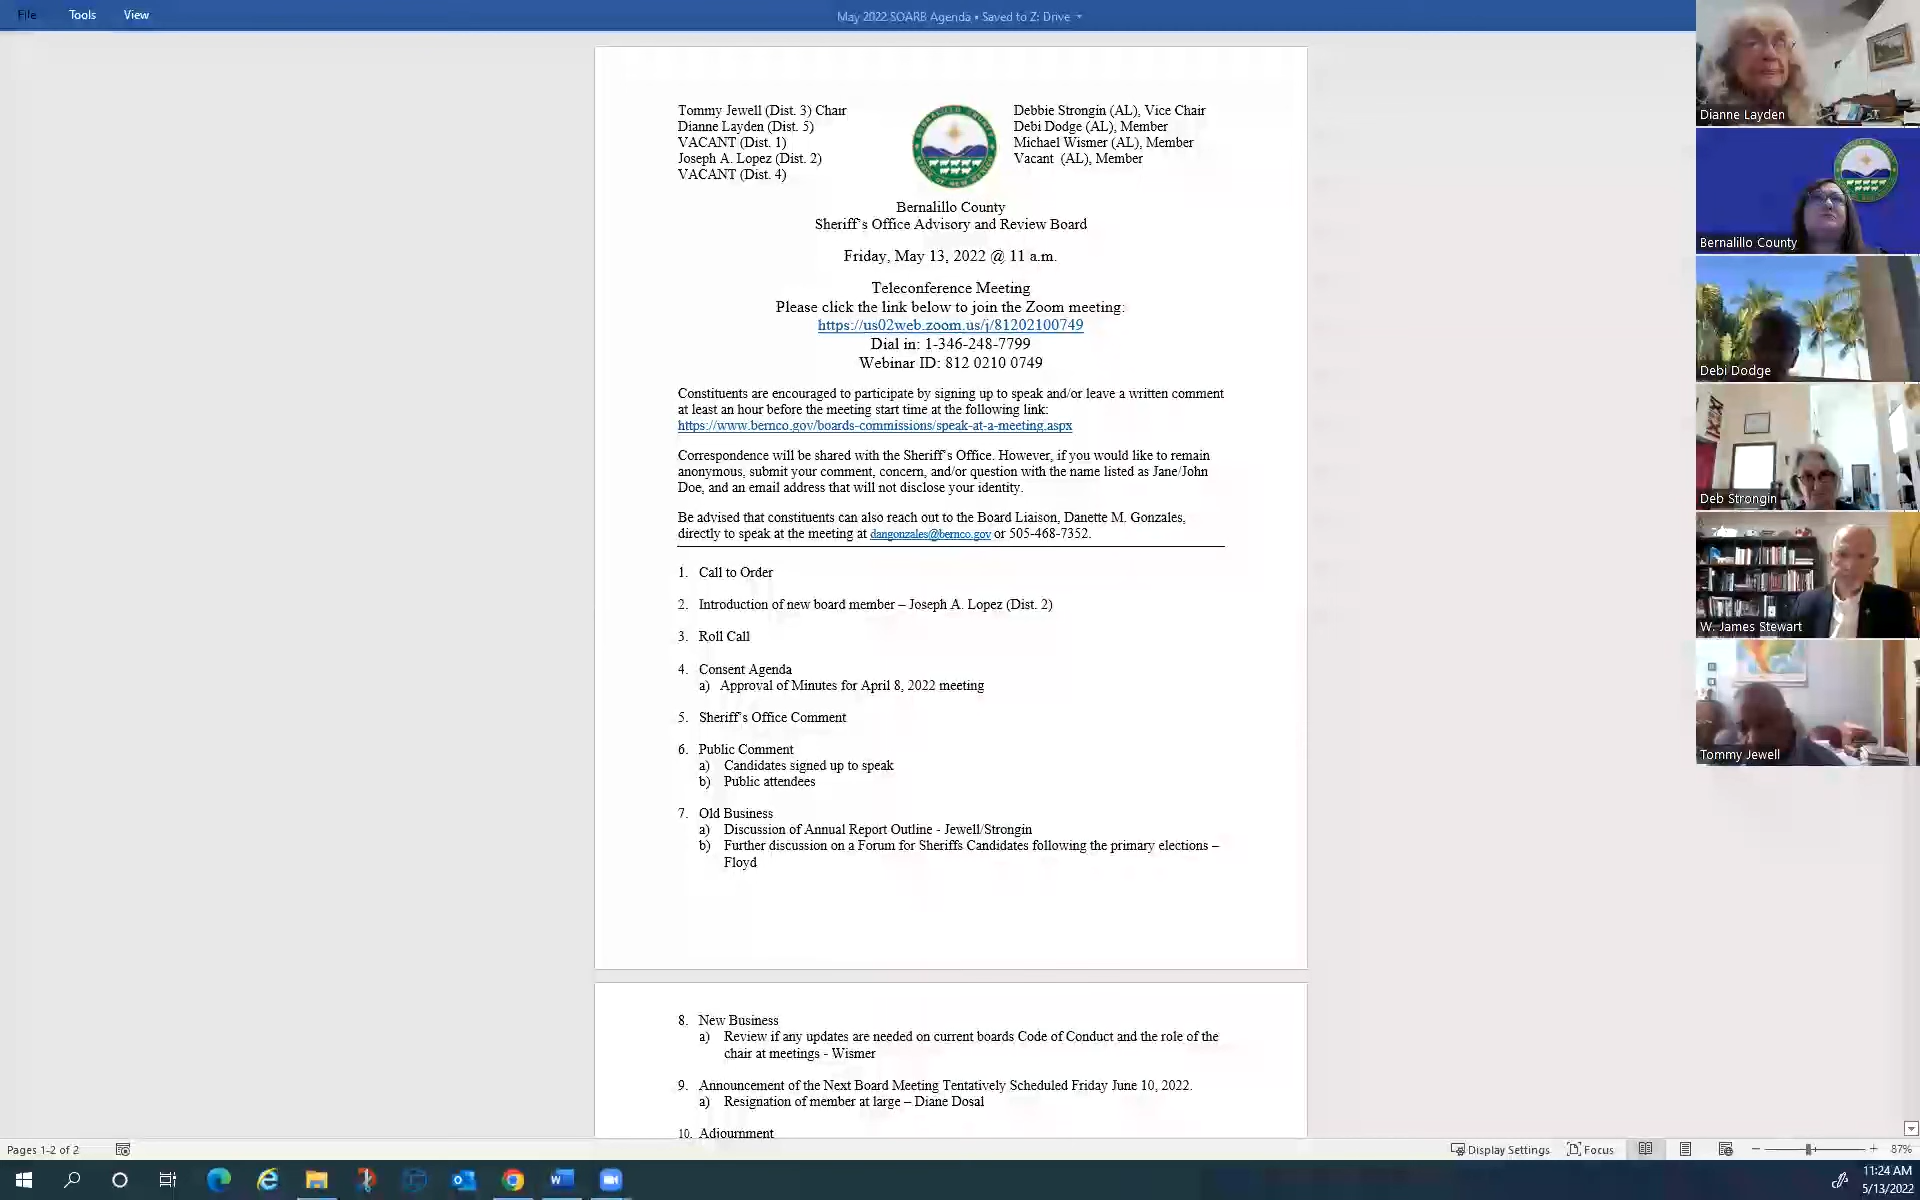 File Tools View
May 2022 SOARB Agenda • Saved to Z: Drive
Tommy Jewell (Dist. 3) Chair
Dianne Layden (Dist. 5)
VACANT (Dist. 1)
Joseph A. Lopez (Dist. 2)
VACANT (Dist. 4)
Debbie Strongin (AL), Vice Chair
Debi Dodge (AL), Member
Michael Wismer (AL), Member
Vacant (AL), Member
Bernalillo County
Sheriff's Office Advisory and Review Board
Friday, May 13, 2022 @ 11 a.m.
Teleconference Meeting
Please click the link below to join the Zoom meeting:
https://us02web.zoom.us/j/81202100749
Dial in: 1-346-248-7799
Webinar ID: 812 0210 0749
Constituents are encouraged to participate by signing up to speak and/or leave a written comment
at least an hour before the meeting start time at the following link:
https://www.bernco.gov/boards-commissions/speak-at-a-meeting.aspx
Correspondence will be shared with the Sheriff's Office. However, if you would like to remain
anonymous, submit your comment, concern, and/or question with the name listed as Jane/John
Doe, and an email address that will not disclose your identity.
Be advised that constituents can also reach out to the Board Liaison, Danette M. Gonzales,
directly to speak at the meeting at dangonzales@bernco.gov or 505-468-7352.
1. Call to Order
2. Introduction of new board member – Joseph A. Lopez (Dist. 2)
3. Roll Call
4. Consent Agenda
a) Approval of Minutes for April 8, 2022 meeting
5. Sheriff's Office Comment
6. Public Comment
a) Candidates signed up to speak
b) Public attendees
7. Old Business
a) Discussion of Annual Report Outline - Jewell/Strongin
b) Further discussion on a Forum for Sheriffs Candidates following the primary elections –
Floyd
8. New Business
a) Review if any updates are needed on current boards Code of Conduct and the role of the
chair at meetings - Wismer
9. Announcement of the Next Board Meeting Tentatively Scheduled Friday June 10, 2022.
a) Resignation of member at large – Diane Dosal
10. Adjournment
Dianne Layden
Bernalillo County
Debi Dodge
Deb Strongin
W. James Stewart
Tommy Jewell
Pages 1-2 of 2
Display Settings Focus 87%
11:24 AM
5/13/2022